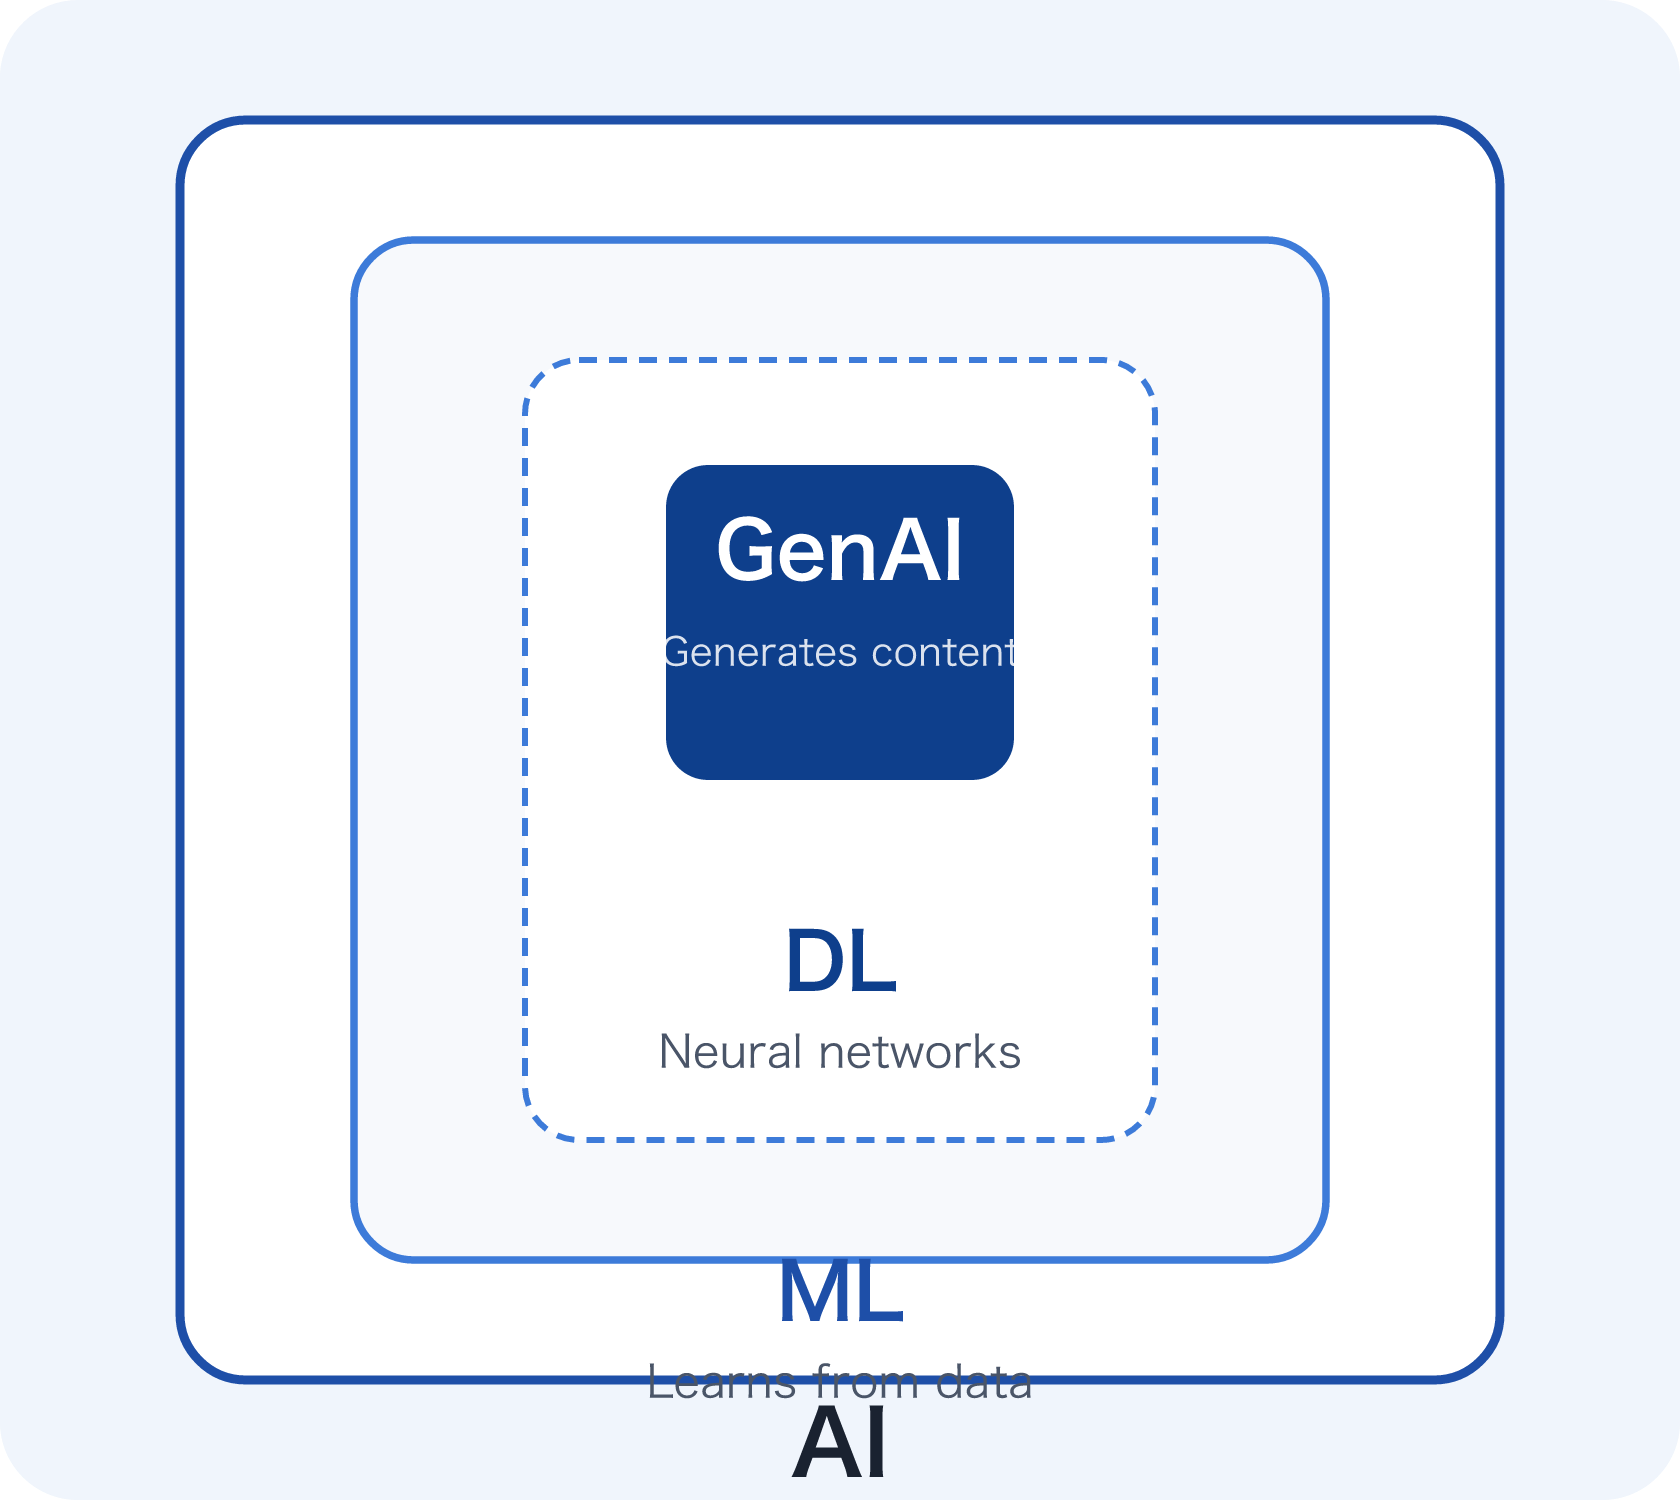 GenAI
Generates content
DL
Neural networks
ML
Learns from data
AI